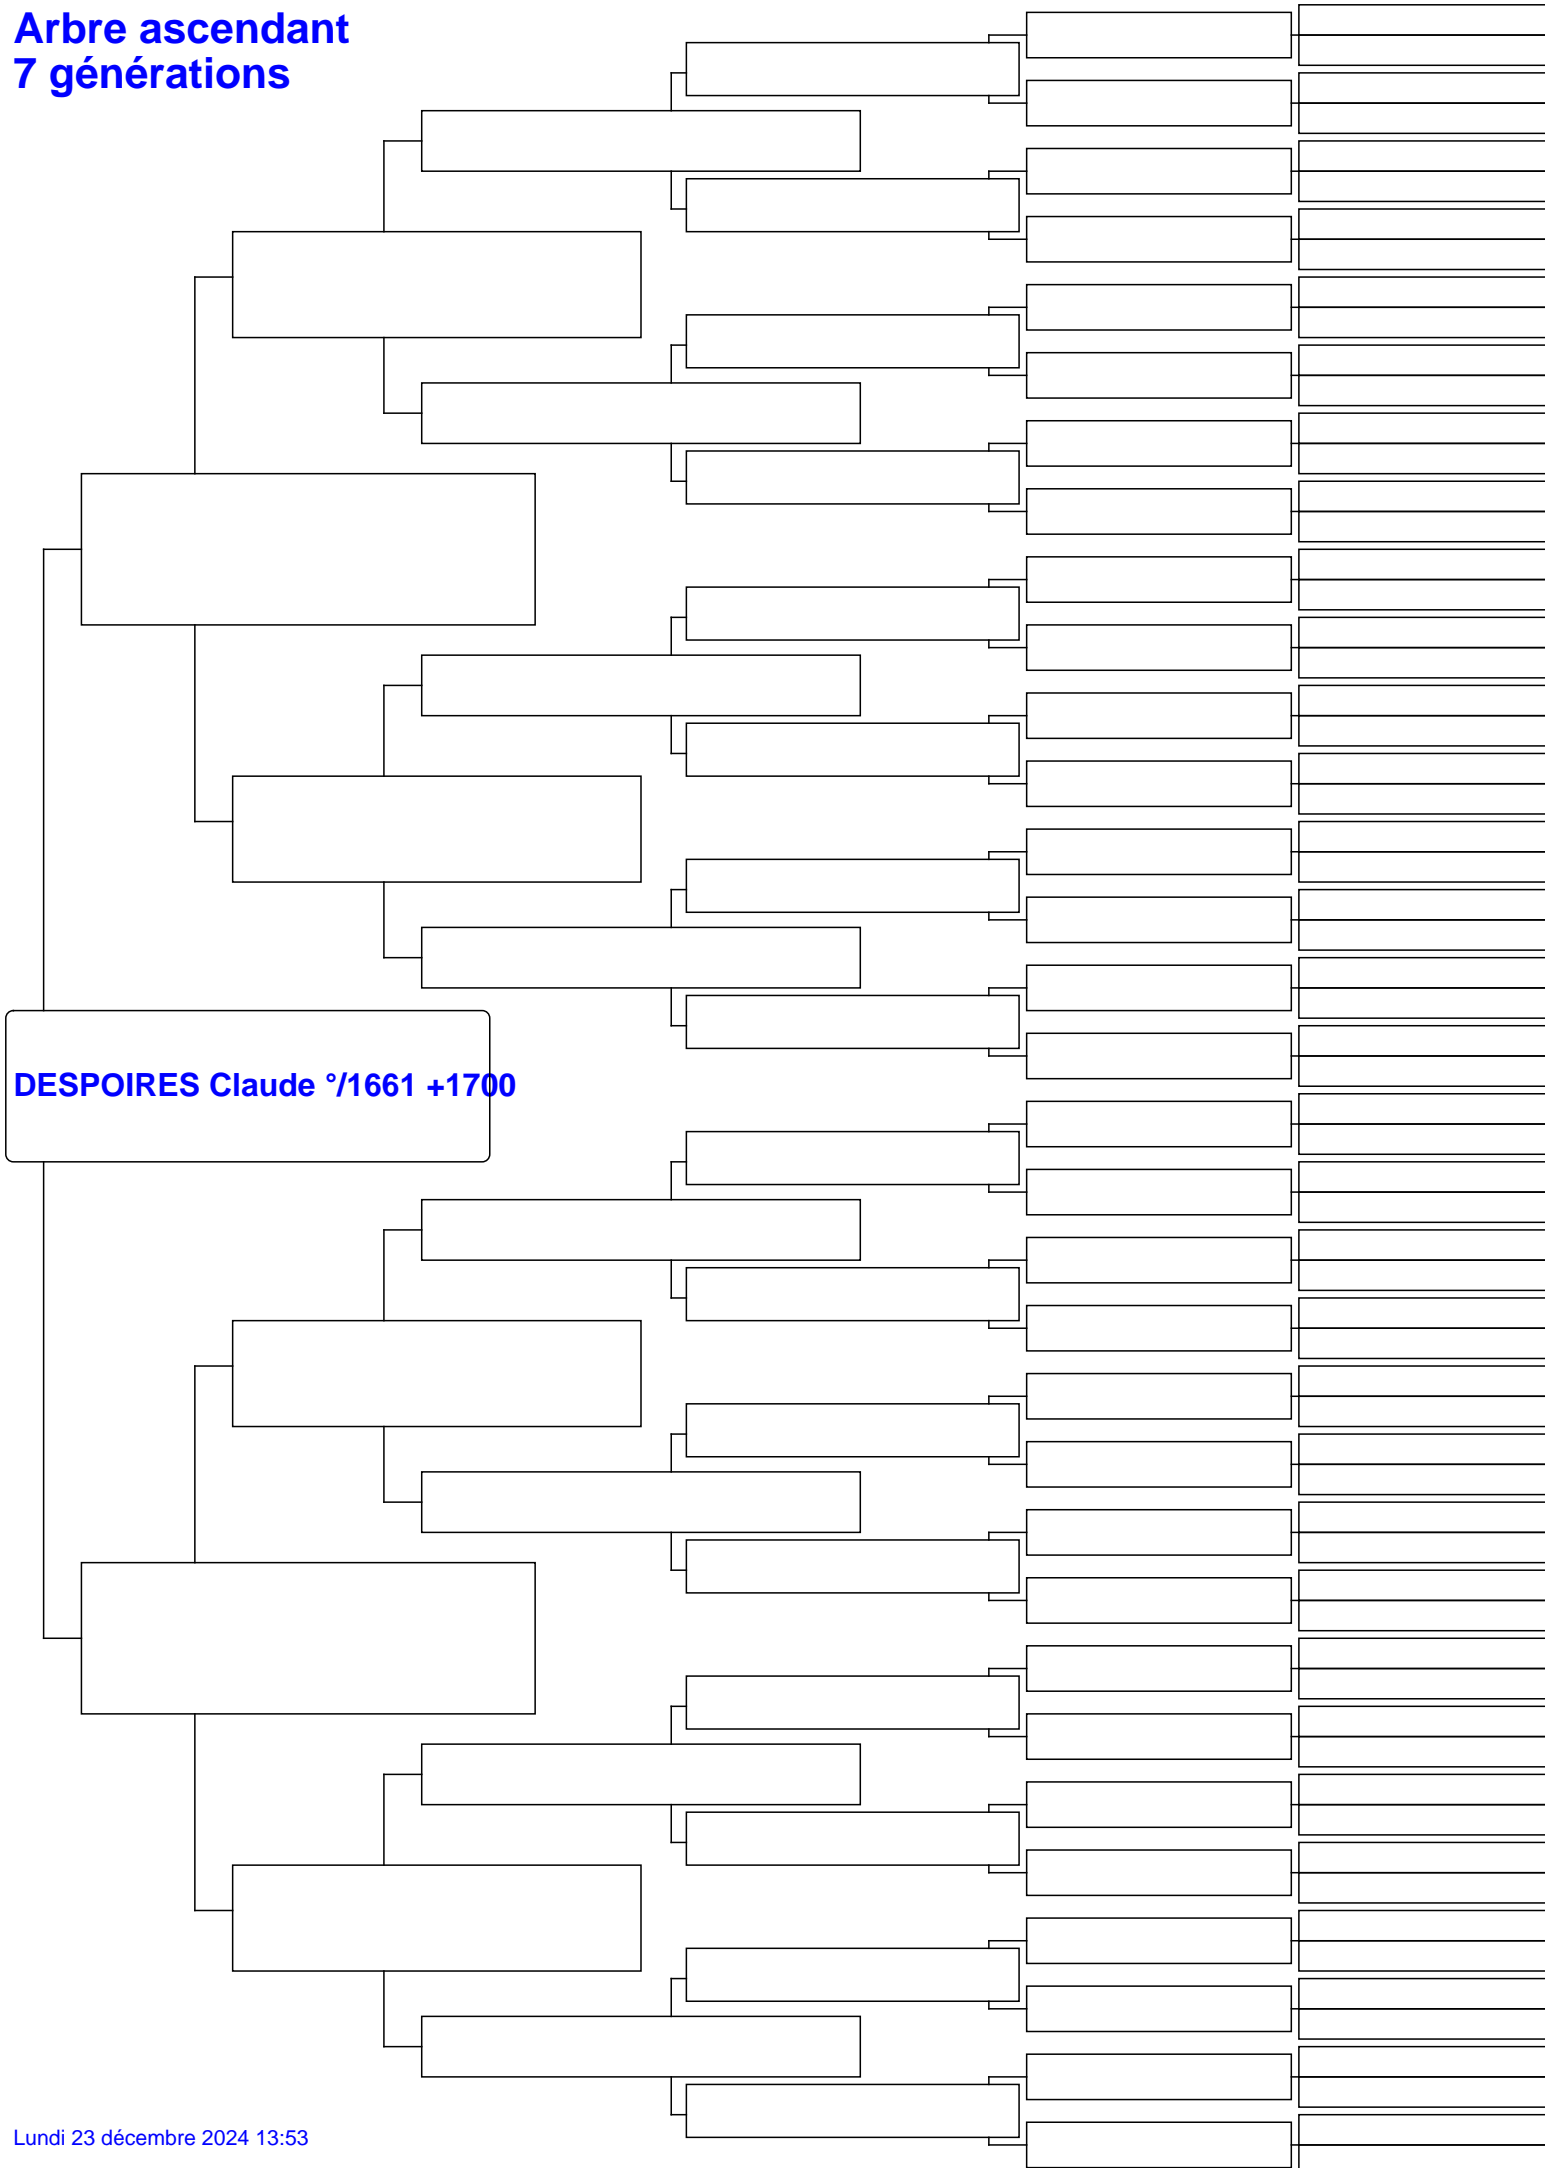 Arbre ascendant
7 générations
DESPOIRES Claude °/1661 +1700
Lundi 23 décembre 2024 13:53